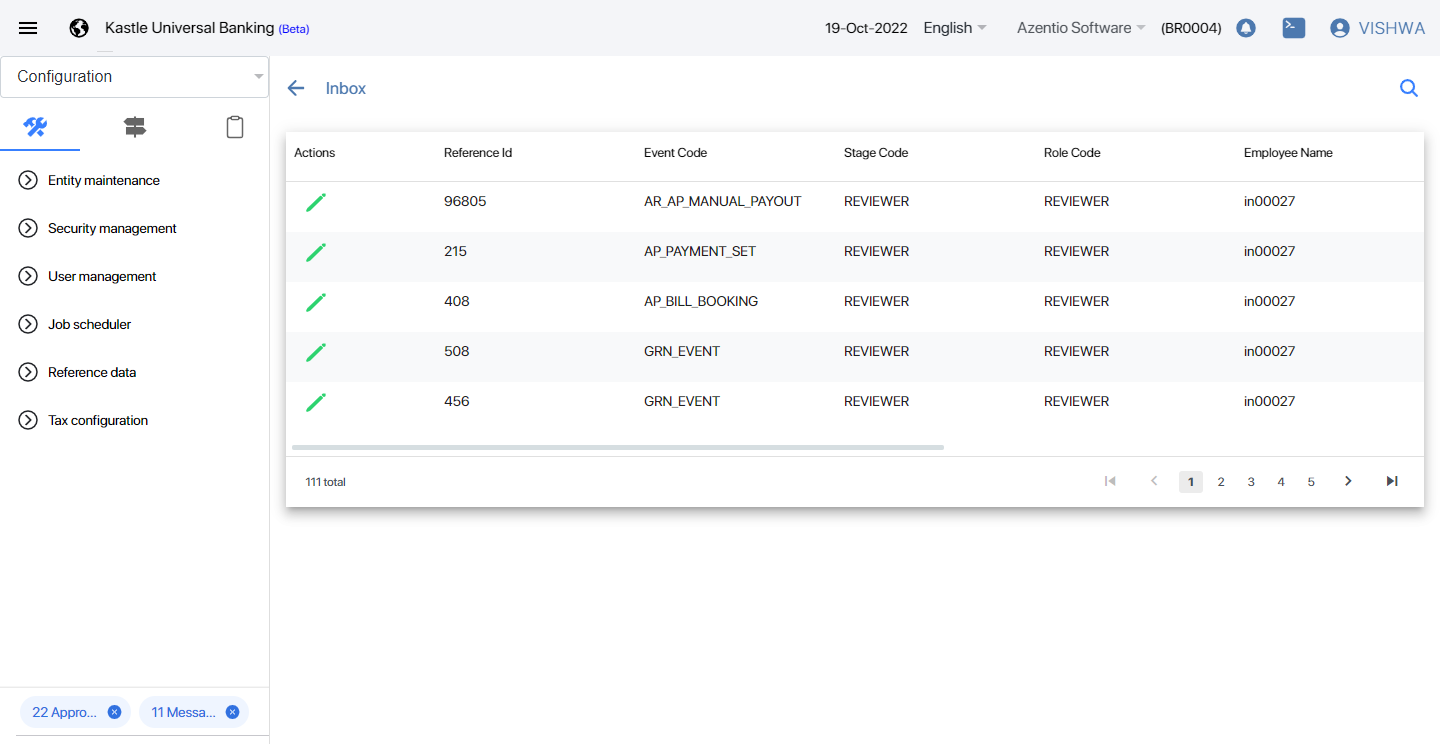 Kastle Universal Banking (Beta) 19-Oct-2022 English Azentio Software (BR0004) VISHWA
Configuration
Entity maintenance
Security management
User management
Job scheduler
Reference data
Tax configuration
22 Appro... 11 Messa...
Inbox
Actions Reference Id Event Code Stage Code Role Code Employee Name
96805 AR_AP_MANUAL_PAYOUT REVIEWER REVIEWER in00027
215 AP_PAYMENT_SET REVIEWER REVIEWER in00027
408 AP_BILL_BOOKING REVIEWER REVIEWER in00027
508 GRN_EVENT REVIEWER REVIEWER in00027
456 GRN_EVENT REVIEWER REVIEWER in00027
111 total 1 2 3 4 5